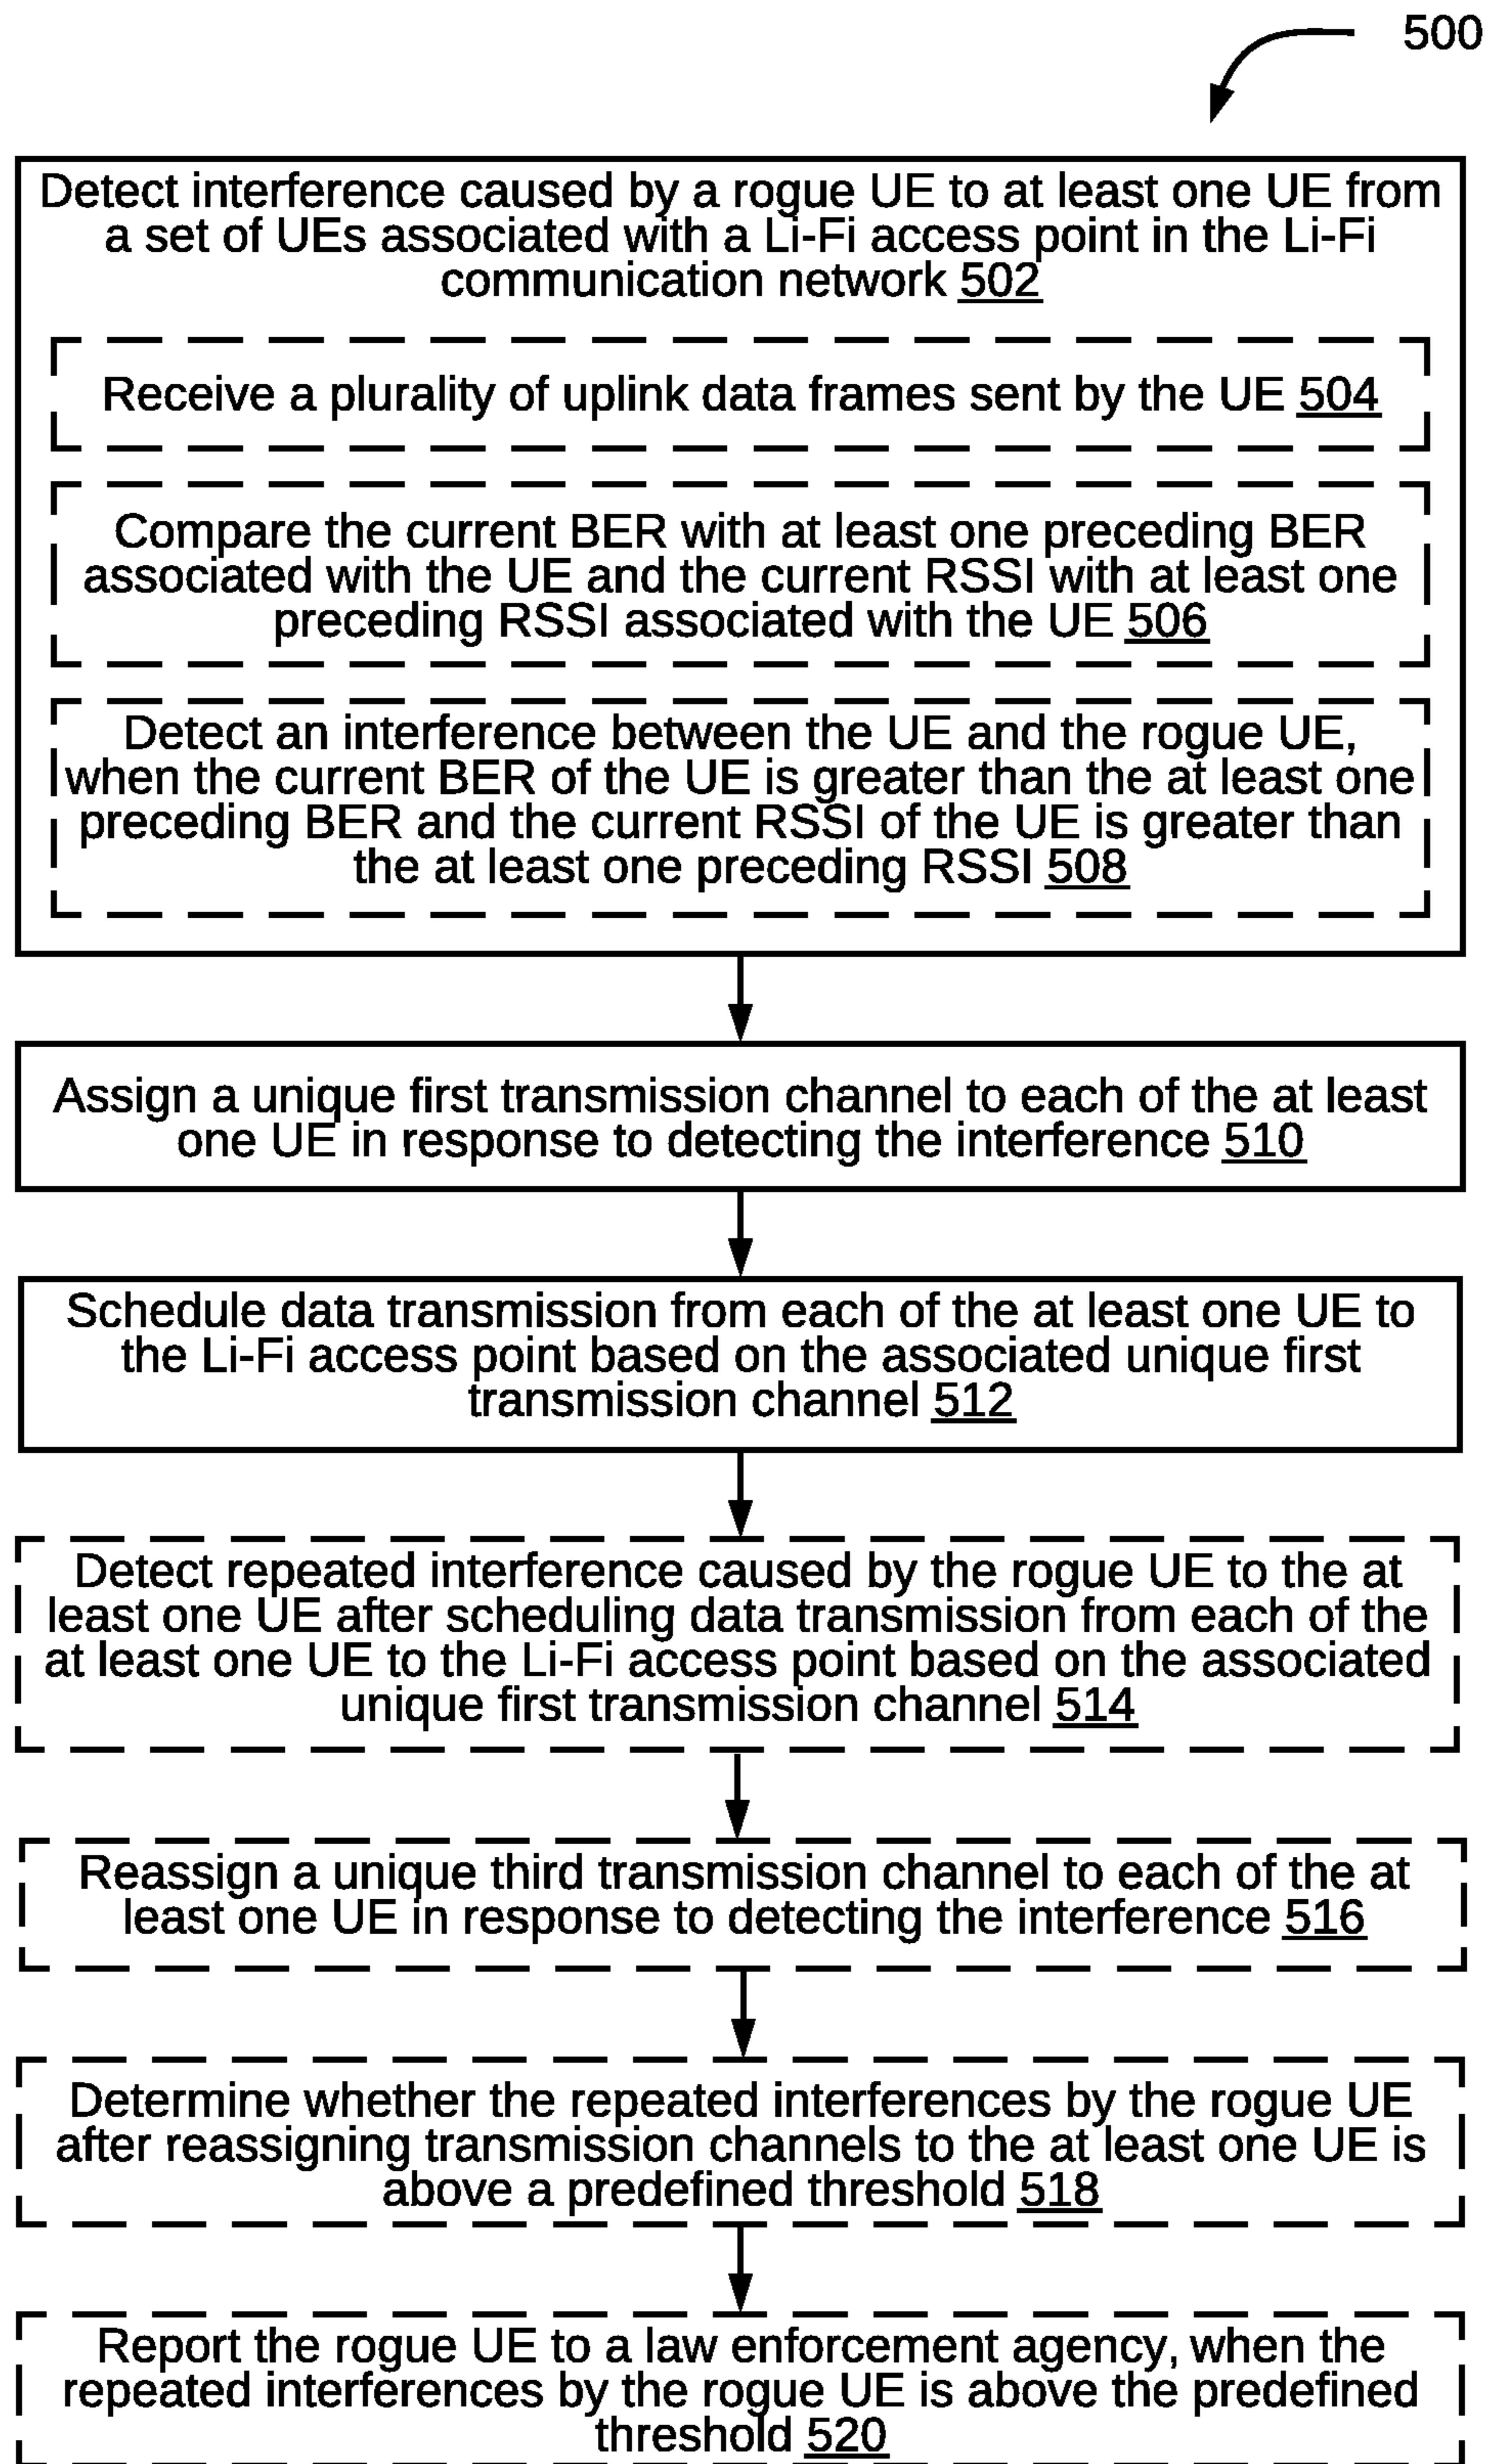 500
Detect interference caused by a rogue UE to at least one UE from
a set of UEs associated with a Li-Fi access point in the Li-Fi
communication network 502
Receive a plurality of uplink data frames sent by the UE 504
Compare the current BER with at least one preceding BER
associated with the UE and the current RSSI with at least one
preceding RSSI associated with the UE 506
Detect an interference between the UE and the rogue UE,
when the current BER of the UE is greater than the at least one
preceding BER and the current RSSI of the UE is greater than
the at least one preceding RSSI 508
Assign a unique first transmission channel to each of the at least
one UE in response to detecting the interference 510
Schedule data transmission from each of the at least one UE to
the Li-Fi access point based on the associated unique first
transmission channel 512
Detect repeated interference caused by the rogue UE to the at
least one UE after scheduling data transmission from each of the
at least one UE to the Li-Fi access point based on the associated
unique first transmission channel 514
Reassign a unique third transmission channel to each of the at
least one UE in response to detecting the interference 516
Determine whether the repeated interferences by the rogue UE
after reassigning transmission channels to the at least one UE is
above a predefined threshold 518
Report the rogue UE to a law enforcement agency, when the
repeated interferences by the rogue UE is above the predefined
threshold 520